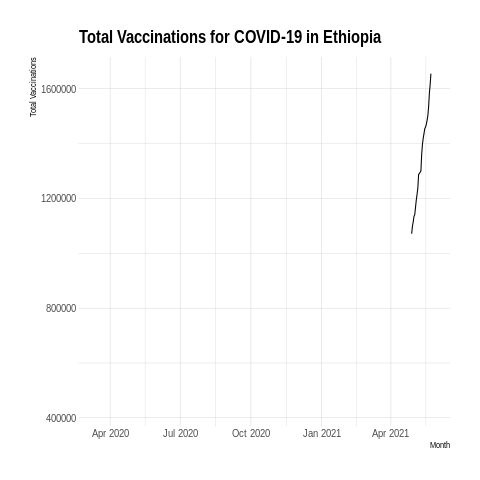 Total Vaccinations for COVID-19 in Ethiopia
Total Vaccinations
1600000
1200000
800000
400000
Apr 2020 Jul 2020 Oct 2020 Jan 2021 Apr 2021
Month